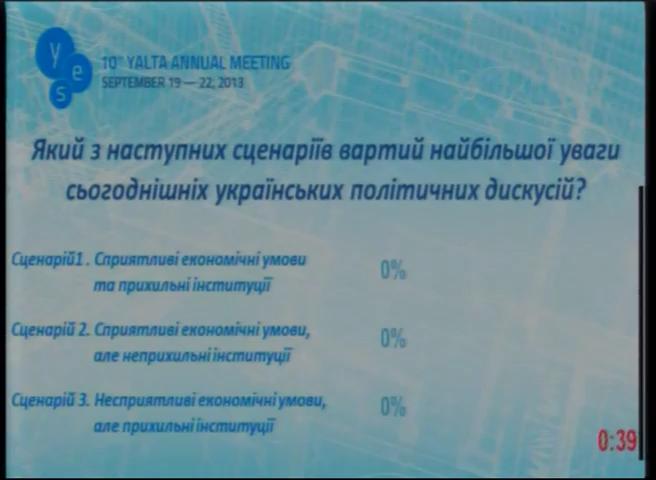 yes
10TH YALTA ANNUAL MEETING
SEPTEMBER 19 — 22, 2013
Який з наступних сценаріїв вартий найбільшої уваги
сьогоднішніх українських політичних дискусій?
Сценарій1. Сприятливі економічні умови
та прихильні інституції
0%
Сценарій 2. Сприятливі економічні умови,
але неприхильні інституції
0%
Сценарій 3. Несприятливі економічні умови,
але прихильні інституції
0%
0:39